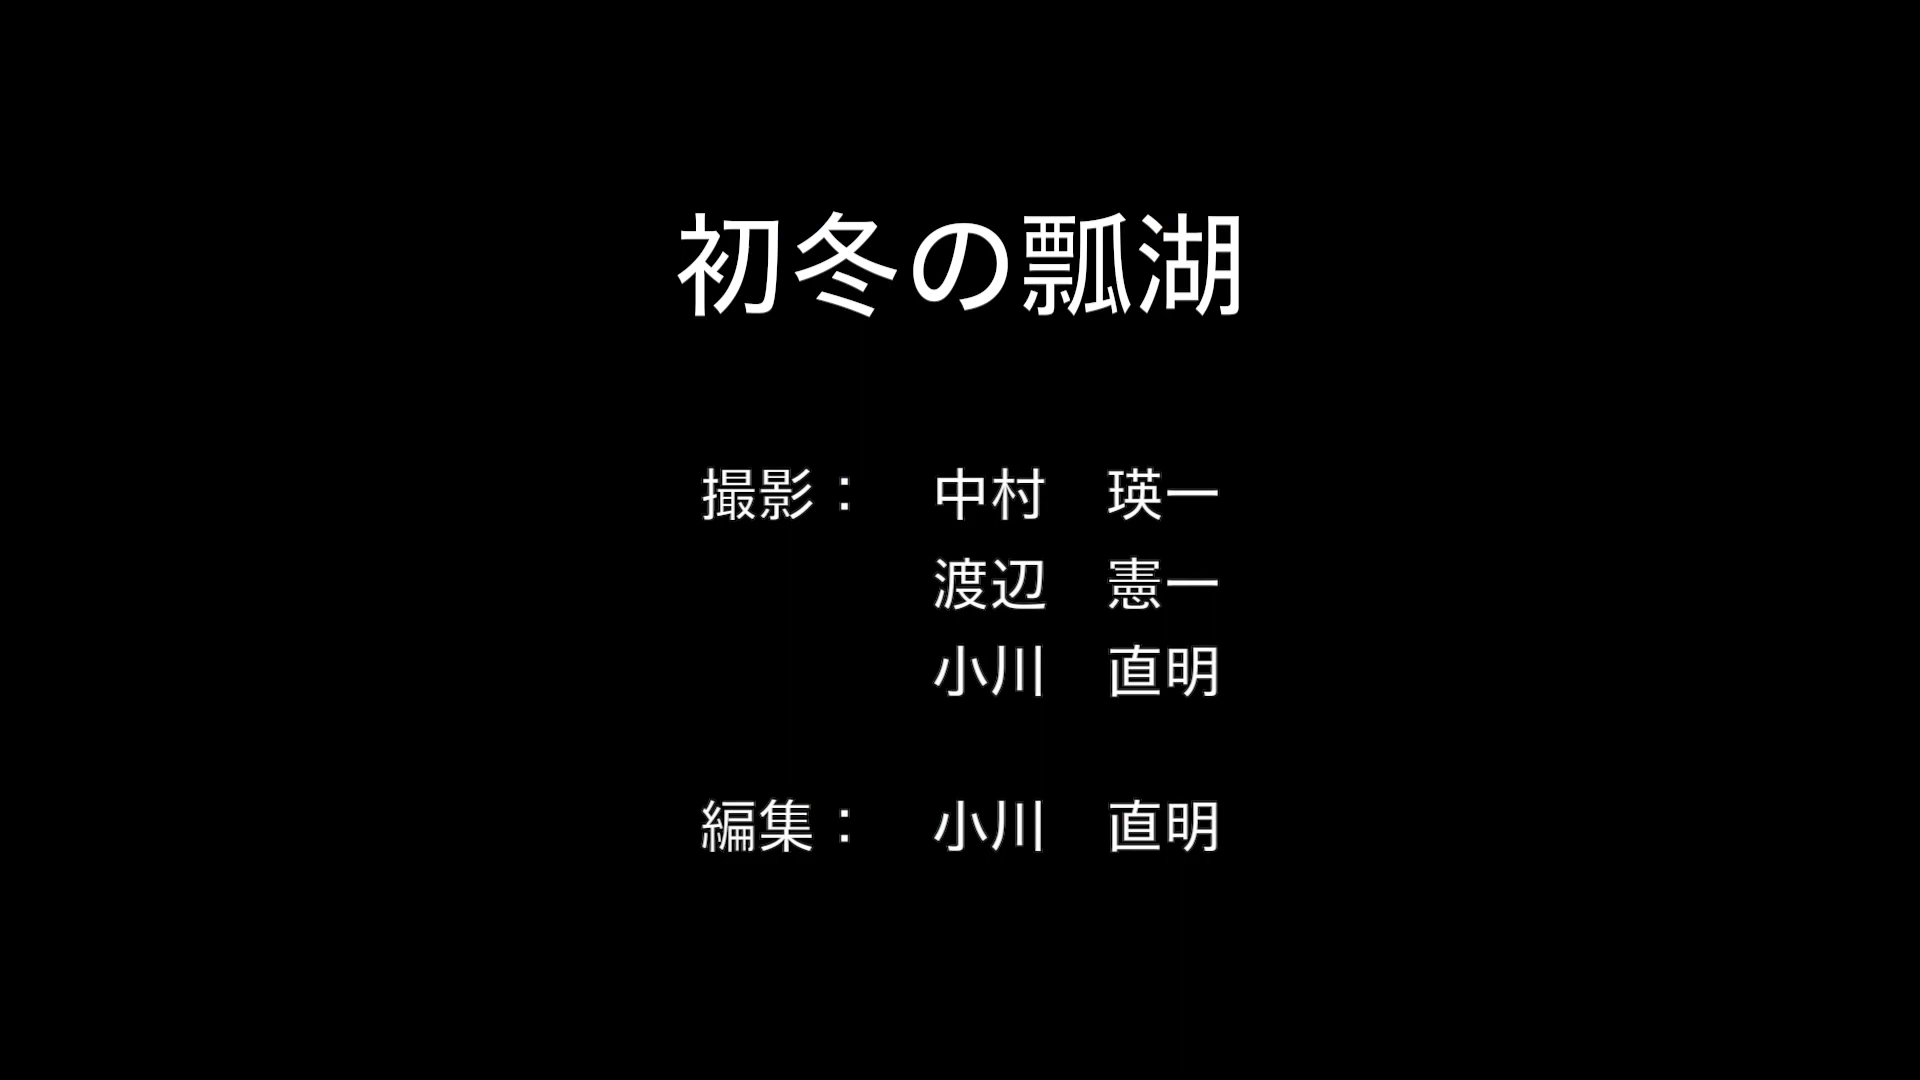 初冬の瓢湖
撮影：　中村　瑛一
渡辺　憲一
小川　直明
編集：　小川　直明